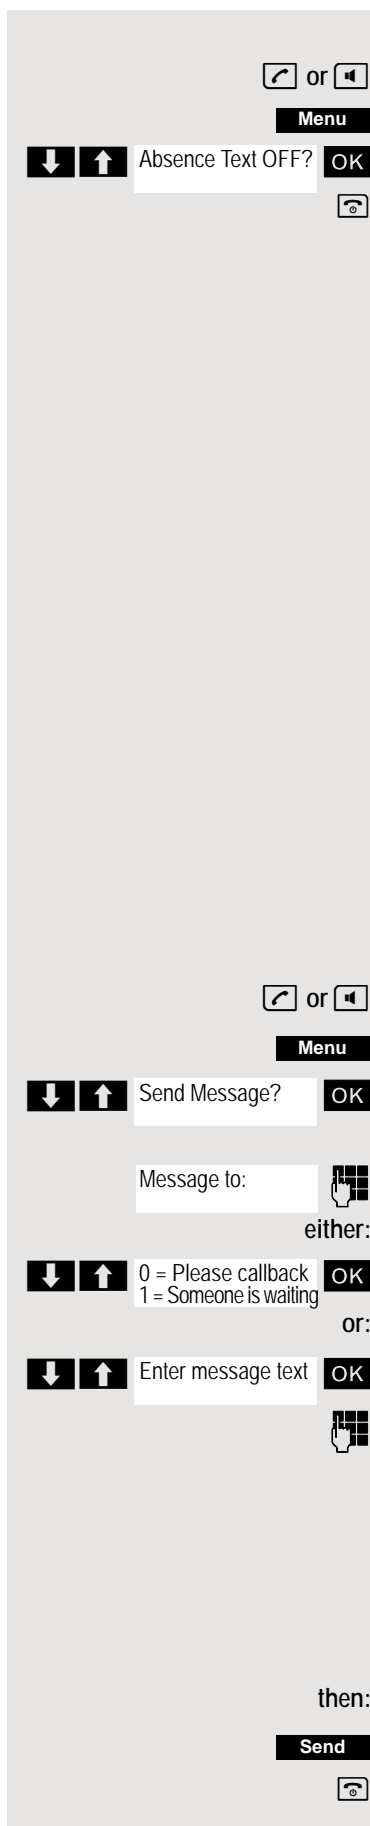 or
Menu
Absence Text OFF? OK
or
Menu
Send Message? OK
Message to:
either:
0 = Please callback OK
1 = Someone is waiting
or:
Enter message text OK
then:
Send